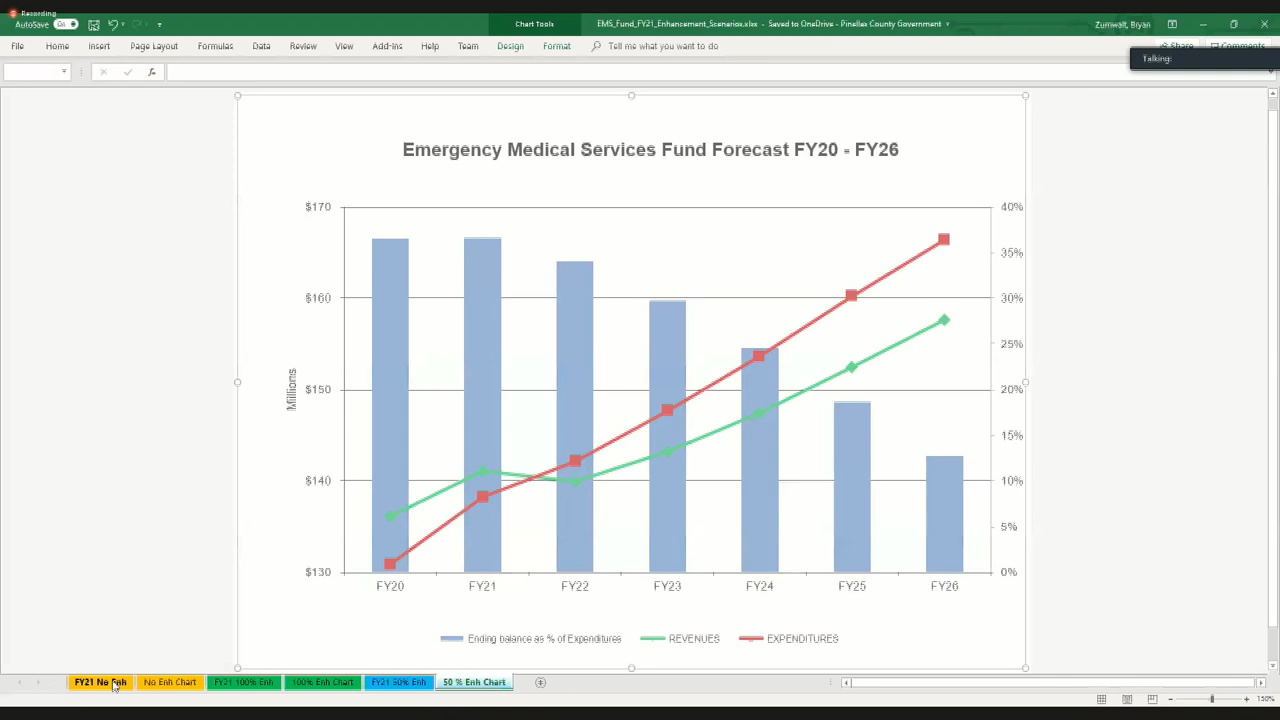 Recording
AutoSave On Chart Tools EMS_Fund_FY21_Enhancement_Scenarios.xlsx - Saved to OneDrive - Pinellas County Government Zumwalt, Bryan
File Home Insert Page Layout Formulas Data Review View Add-Ins Help Team Design Format Tell me what you want to do Share Comments
Talking:
fx
Emergency Medical Services Fund Forecast FY20 - FY26
$170 40%
35%
$160 30%
25%
$150 20%
15%
$140 10%
5%
$130 0%
Millions
FY20 FY21 FY22 FY23 FY24 FY25 FY26
Ending balance as % of Expenditures REVENUES EXPENDITURES
FY21 No Enh No Enh Chart FY21 100% Enh 100% Enh Chart FY21 50% Enh 50 % Enh Chart
150%